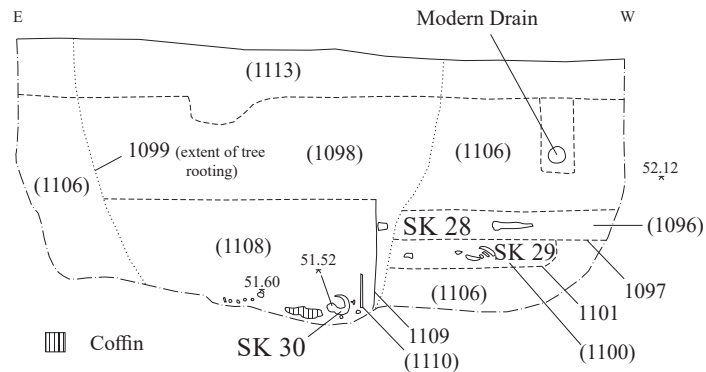 E
W
Modern Drain
(1113)
1099 (extent of tree
rooting)
(1098)
(1106)
52.12
(1106)
SK 28
(1096)
(1108)
SK 29
51.52
51.60
(1106)
1097
1101
1109
(1100)
Coffin
SK 30
(1110)